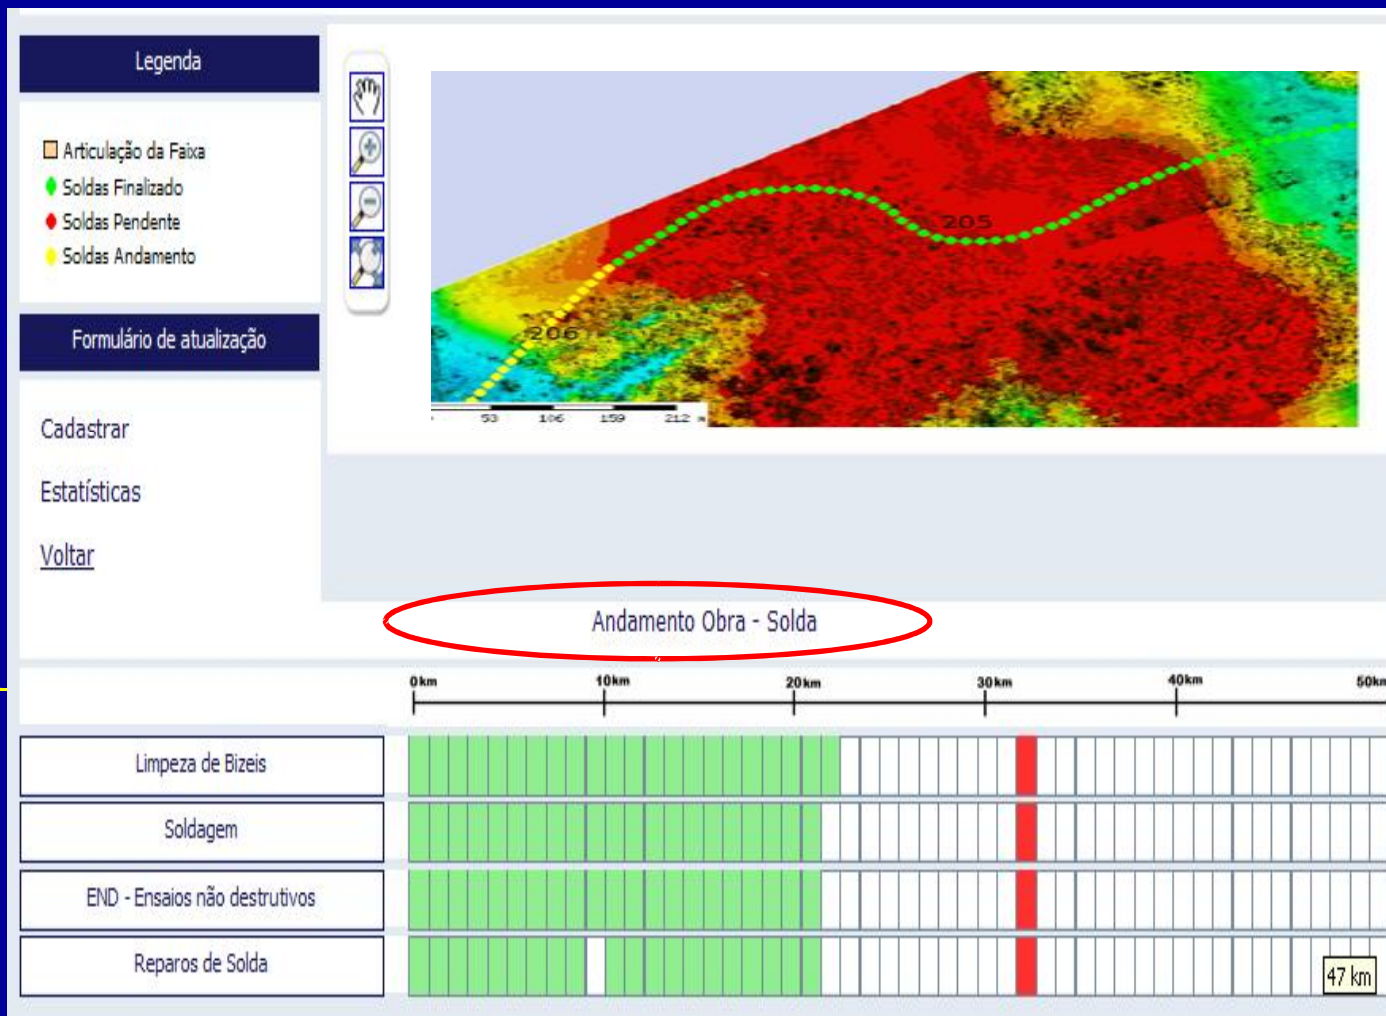 Legenda
Articulação da Faixa
Soldas Finalizado
Soldas Pendente
Soldas Andamento
Formulário de atualização
Cadastrar
Estatísticas
Voltar
205
206
53 106 159 212 m
Andamento Obra - Solda
0km 10km 20km 30km 40km 50km
Limpeza de Bizeis
Soldagem
END - Ensaios não destrutivos
Reparos de Solda
47 km